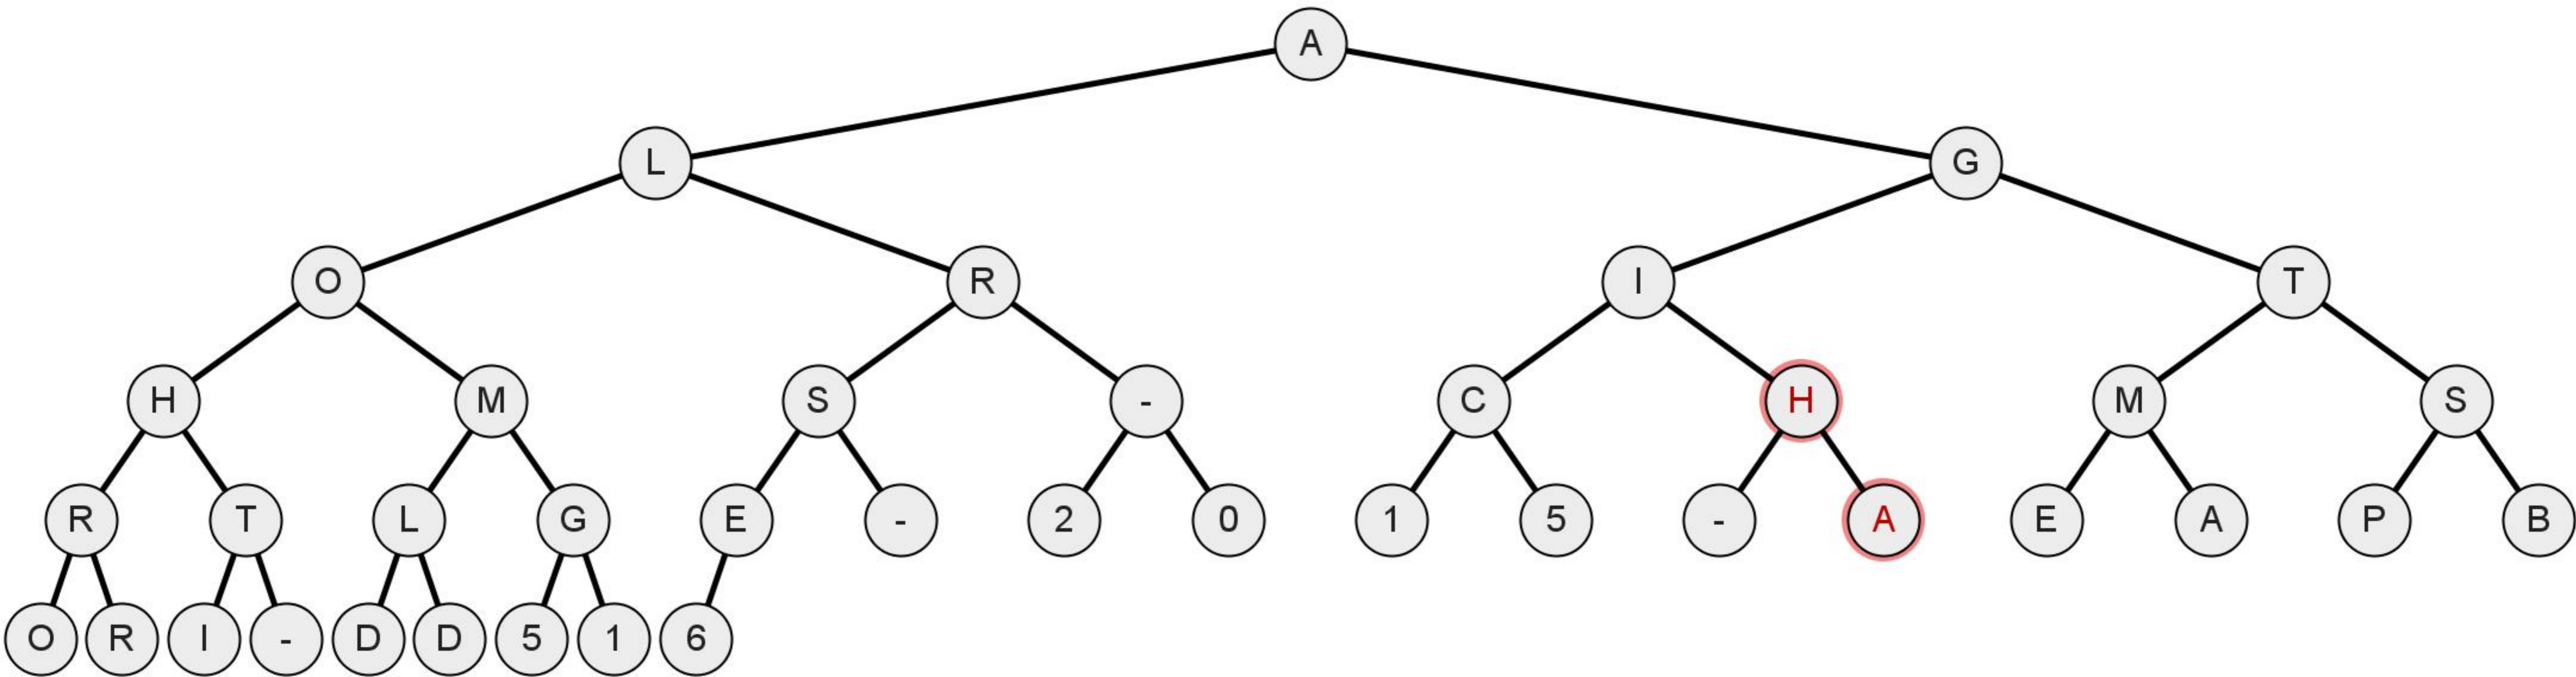 A
L G
O R I T
H M S - C H M S
R T L G E - 2 0 1 5 - A E A P B
O R I - D D 5 1 6